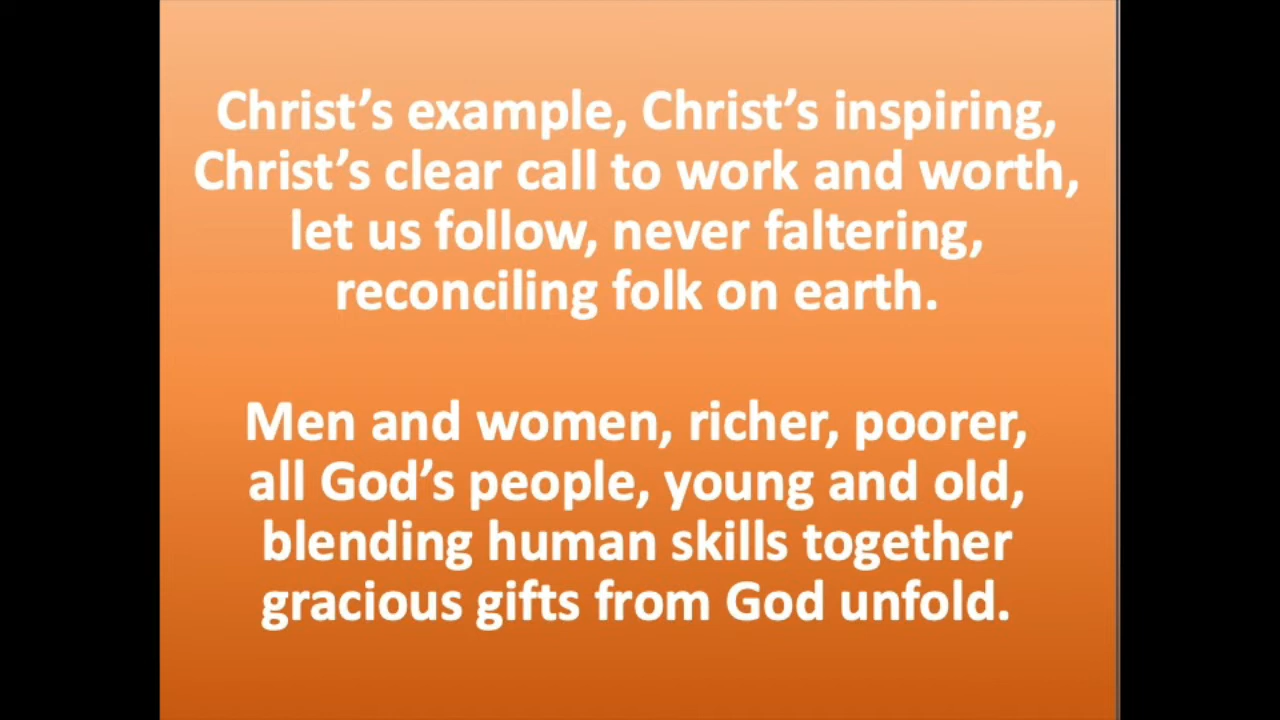 Christ’s example, Christ’s inspiring,
Christ’s clear call to work and worth,
let us follow, never faltering,
reconciling folk on earth.
Men and women, richer, poorer,
all God’s people, young and old,
blending human skills together
gracious gifts from God unfold.